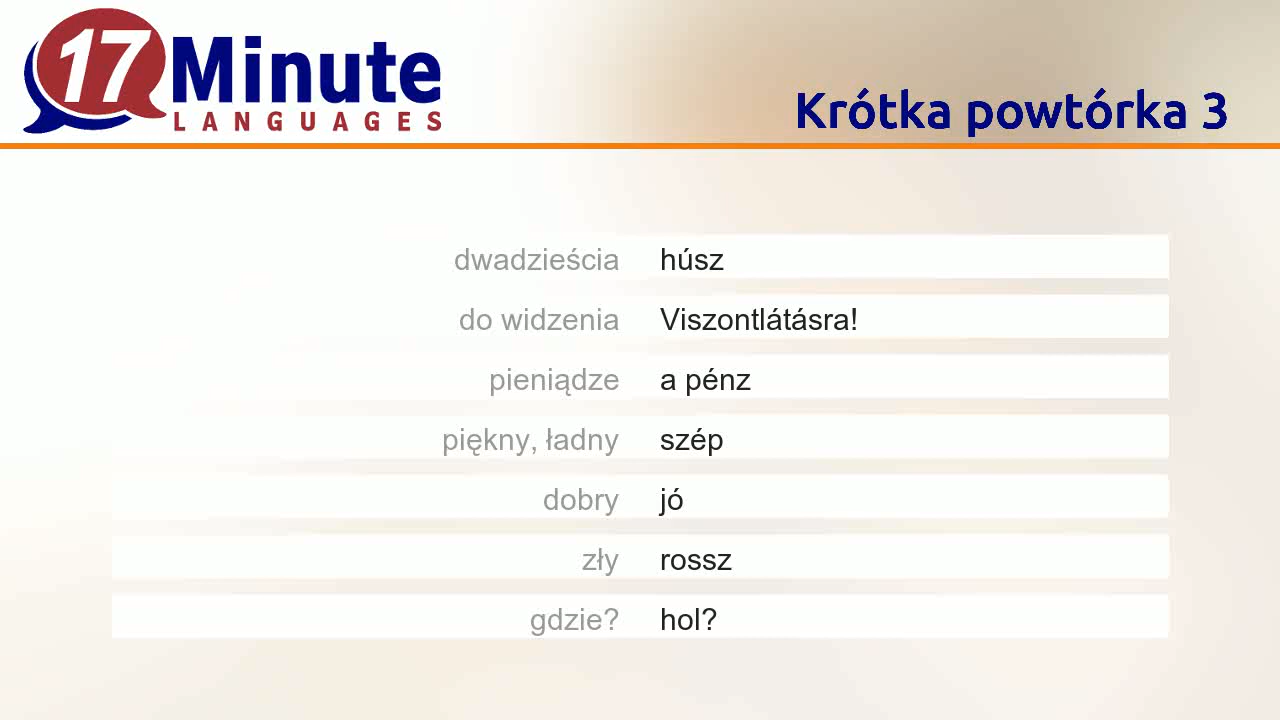 17 Minute
LANGUAGES
Krótka powtórka 3
dwadzieścia húsz
do widzenia Viszontlátásra!
pieniądze a pénz
piękny, ładny szép
dobry jó
zły rossz
gdzie? hol?